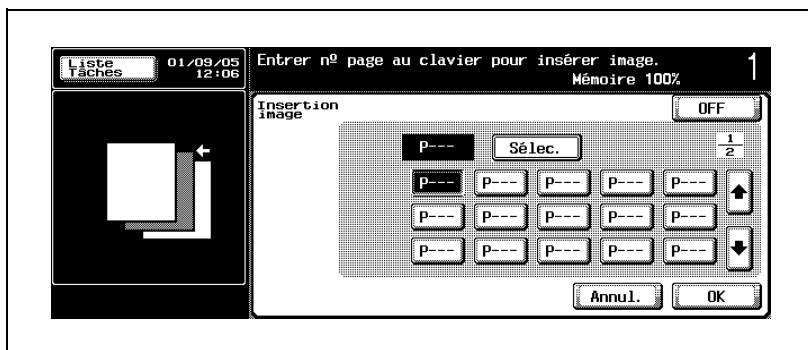 Liste
Tâches
01/09/05
12:06
Entrer nº page au clavier pour insérer image.
Mémoire 100%
1
Insertion
image
OFF
P--- Sélec. 1/2
P--- P--- P--- P--- P---
P--- P--- P--- P--- P---
P--- P--- P--- P--- P---
Annul. OK